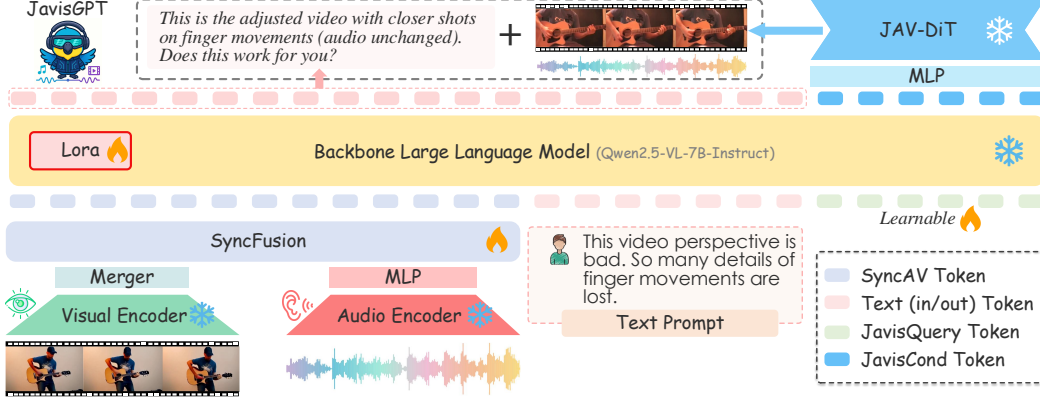 JavisGPT
This is the adjusted video with closer shots
on finger movements (audio unchanged).
Does this work for you?
+
JAV-DiT
MLP
Lora
Backbone Large Language Model (Qwen2.5-VL-7B-Instruct)
Learnable
SyncFusion
Merger
MLP
Visual Encoder
Audio Encoder
This video perspective is
bad. So many details of
finger movements are
lost.
Text Prompt
SyncAV Token
Text (in/out) Token
JavisQuery Token
JavisCond Token